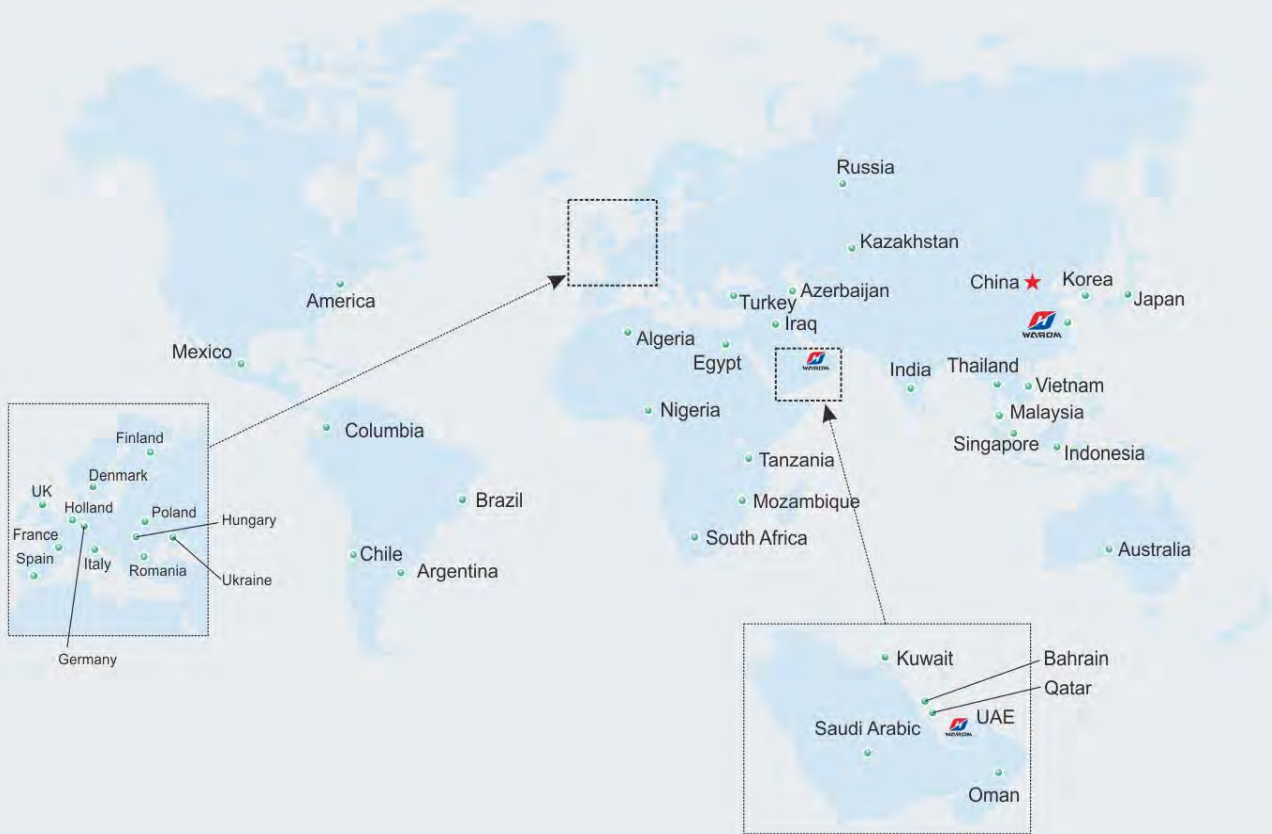 Russia
Kazakhstan
China
Korea
Japan
America
Turkey
Azerbaijan
Iraq
Algeria
Egypt
WAROM
WAROM
Mexico
India
Thailand
Vietnam
Malaysia
Singapore
Indonesia
Nigeria
Columbia
Tanzania
Mozambique
South Africa
Brazil
Chile
Argentina
Australia
Finland
Denmark
UK
Holland
Poland
Hungary
France
Spain
Italy
Romania
Ukraine
Germany
Kuwait
Bahrain
Qatar
Saudi Arabic
WAROM
UAE
Oman